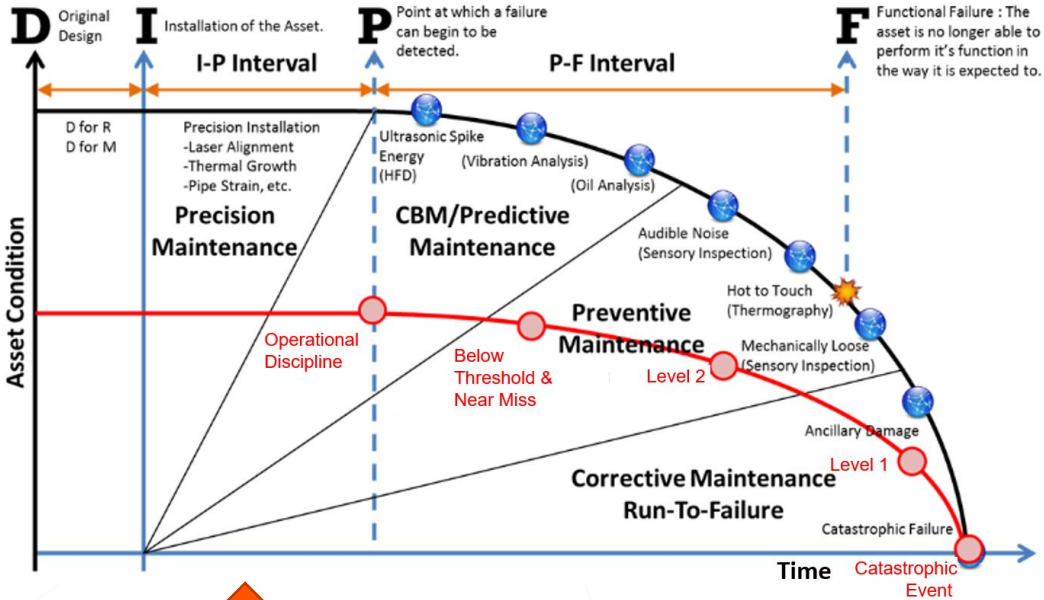 D
Original
Design
I
Installation of the Asset.
P
Point at which a failure
can begin to be
detected.
F
Functional Failure : The
asset is no longer able to
perform it's function in
the way it is expected to.
I-P Interval
P-F Interval
D for R
D for M
Precision Installation
-Laser Alignment
-Thermal Growth
-Pipe Strain, etc.
Ultrasonic Spike
Energy
(HFD)
(Vibration Analysis)
(Oil Analysis)
Precision
Maintenance
CBM/Predictive
Maintenance
Audible Noise
(Sensory Inspection)
Hot to Touch
(Thermography)
Preventive
Maintenance
Mechanically Loose
(Sensory Inspection)
Operational
Discipline
Below
Threshold &
Near Miss
Level 2
Ancillary Damage
Level 1
Corrective Maintenance
Run-To-Failure
Catastrophic Failure
Asset Condition
Time
Catastrophic
Event